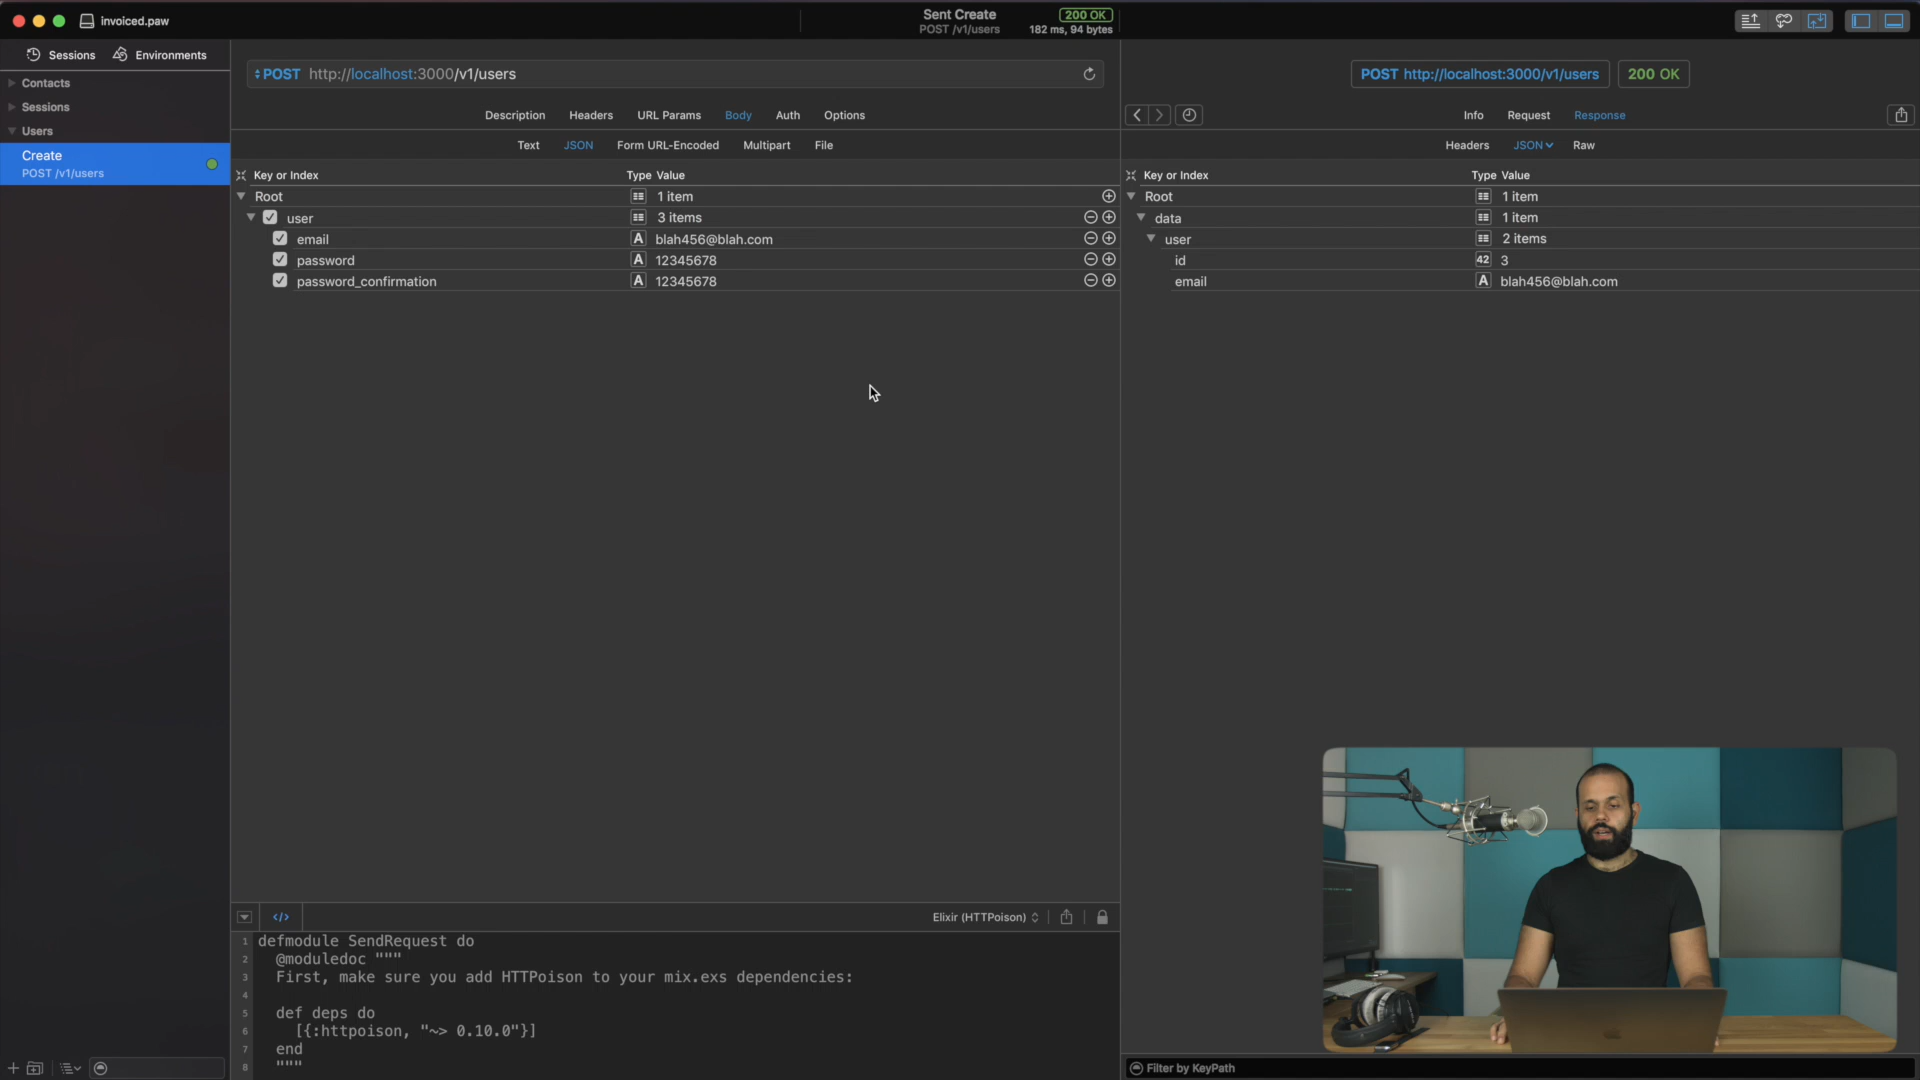 invoiced.paw
Sent Create
200 OK
POST /v1/users
182 ms, 94 bytes
Sessions
Environments
Contacts
Sessions
Users
Create
POST /v1/users
POST http://localhost:3000/v1/users
Description Headers URL Params Body Auth Options
Text JSON Form URL-Encoded Multipart File
Key or Index Type Value
Root 1 item
user 3 items
email A blah456@blah.com
password A 12345678
password_confirmation A 12345678
Elixir (HTTPoison)
1 defmodule SendRequest do
2 @moduledoc """
3 First, make sure you add HTTPoison to your mix.exs dependencies:
4
5 def deps do
6 [{:httpoison, "~> 0.10.0"}]
7 end
8 """
POST http://localhost:3000/v1/users
200 OK
Info Request Response
Headers JSON Raw
Key or Index Type Value
Root 1 item
data 1 item
user 2 items
id 42 3
email A blah456@blah.com
Filter by KeyPath